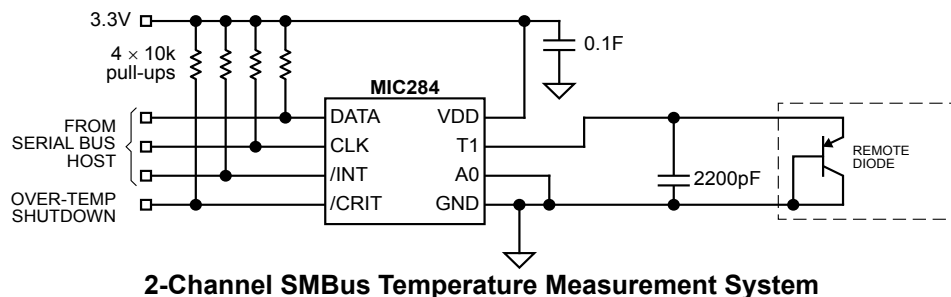 3.3V
4 × 10k
pull-ups
0.1F
MIC284
FROM
SERIAL BUS
HOST
OVER-TEMP
SHUTDOWN
DATA
CLK
/INT
/CRIT
VDD
T1
A0
GND
2200pF
REMOTE
DIODE
2-Channel SMBus Temperature Measurement System